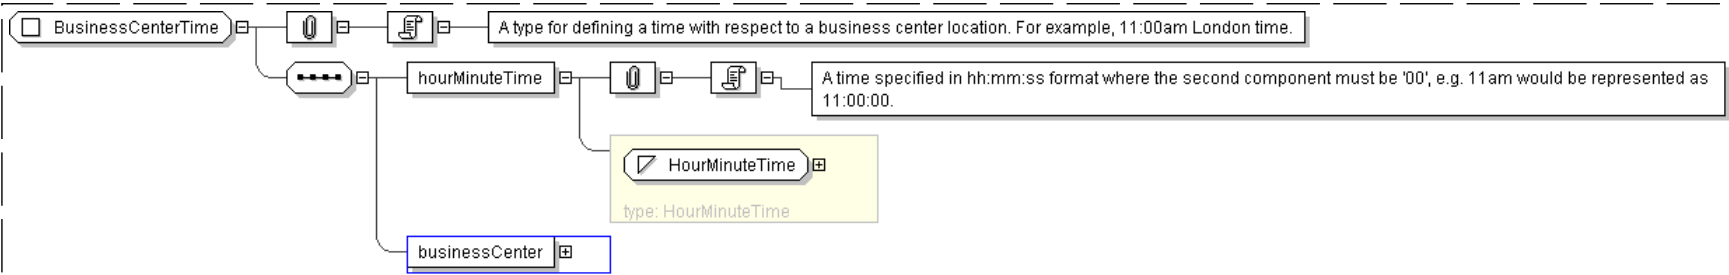 BusinessCenterTime
A type for defining a time with respect to a business center location. For example, 11:00am London time.
hourMinuteTime
A time specified in hh:mm:ss format where the second component must be '00', e.g. 11am would be represented as
11:00:00.
HourMinuteTime
type: HourMinuteTime
businessCenter